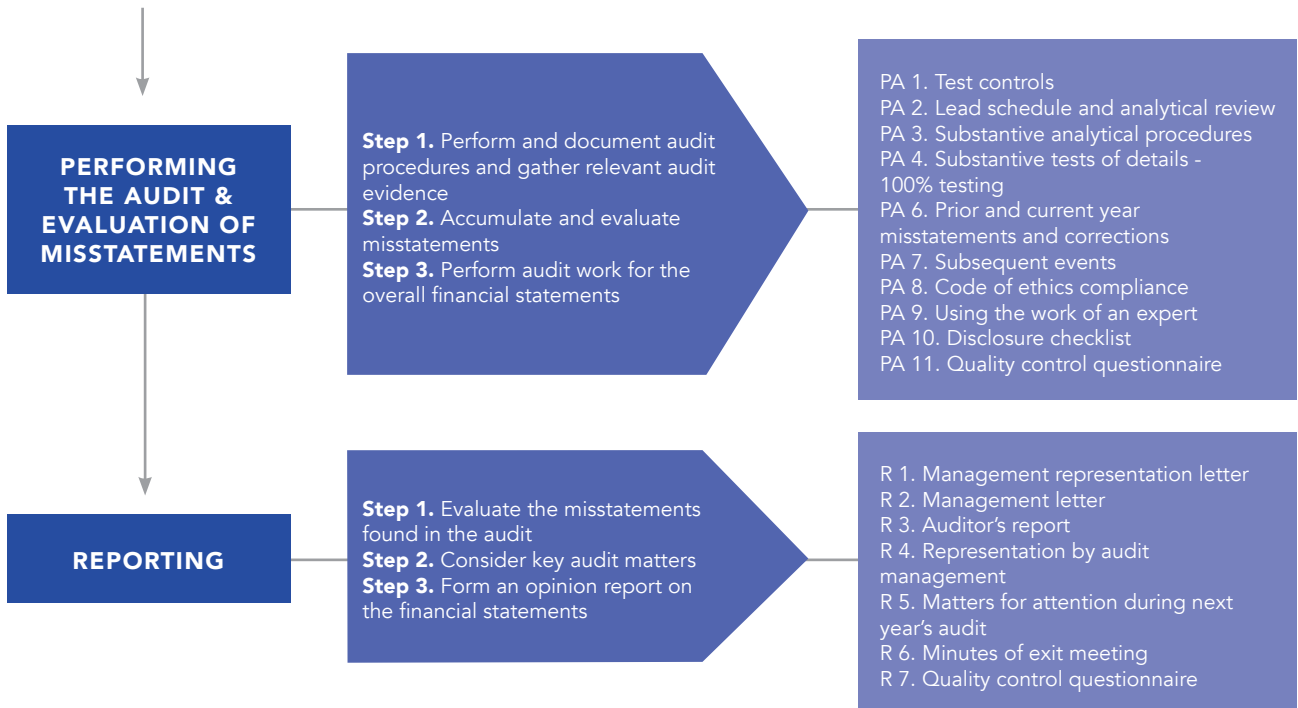 PERFORMING
THE AUDIT &
EVALUATION OF
MISSTATEMENTS
Step 1. Perform and document audit
procedures and gather relevant audit
evidence
Step 2. Accumulate and evaluate
misstatements
Step 3. Perform audit work for the
overall financial statements
PA 1. Test controls
PA 2. Lead schedule and analytical review
PA 3. Substantive analytical procedures
PA 4. Substantive tests of details -
100% testing
PA 6. Prior and current year
misstatements and corrections
PA 7. Subsequent events
PA 8. Code of ethics compliance
PA 9. Using the work of an expert
PA 10. Disclosure checklist
PA 11. Quality control questionnaire
REPORTING
Step 1. Evaluate the misstatements
found in the audit
Step 2. Consider key audit matters
Step 3. Form an opinion report on
the financial statements
R 1. Management representation letter
R 2. Management letter
R 3. Auditor’s report
R 4. Representation by audit
management
R 5. Matters for attention during next
year’s audit
R 6. Minutes of exit meeting
R 7. Quality control questionnaire